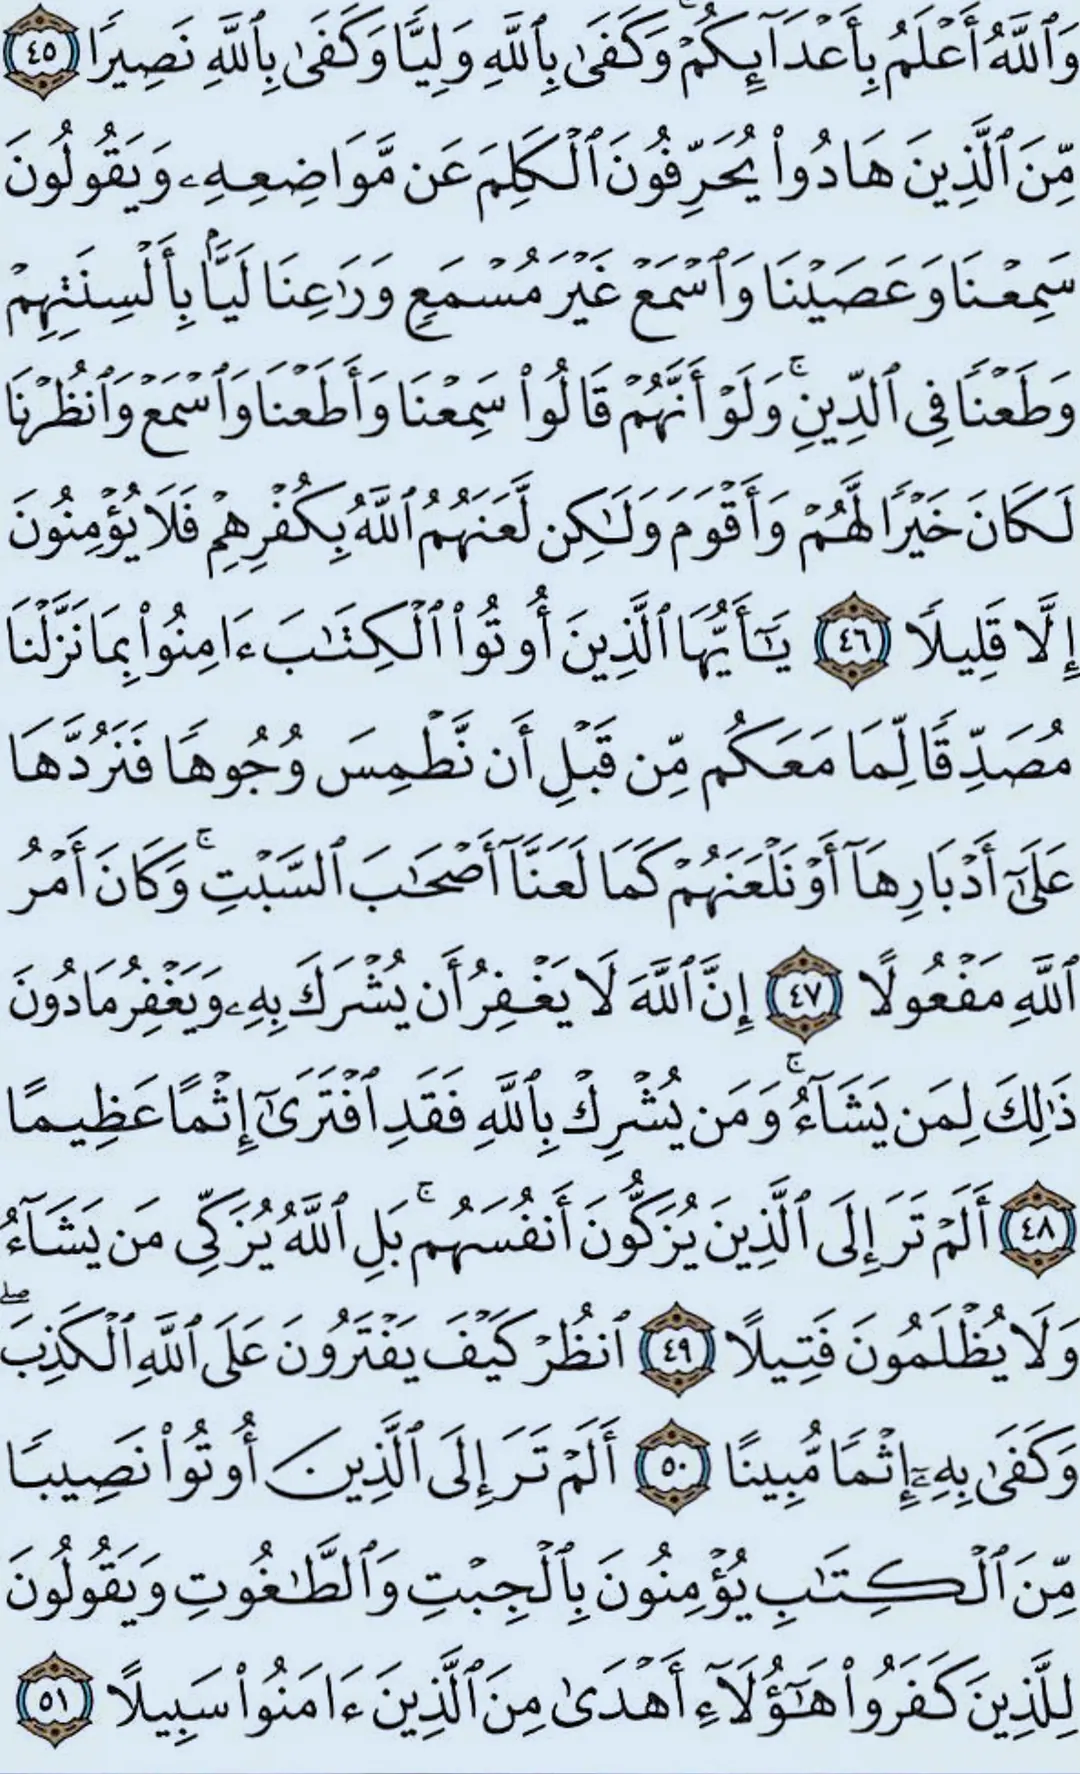 وَٱللَّهُ أَعْلَمُ بِأَعْدَآئِكُمْ ۚ وَكَفَىٰ بِٱللَّهِ وَلِيًّا وَكَفَىٰ بِٱللَّهِ نَصِيرًا ٤٥
مِّنَ ٱلَّذِينَ هَادُوا۟ يُحَرِّفُونَ ٱلْكَلِمَ عَن مَّوَاضِعِهِۦ وَيَقُولُونَ
سَمِعْنَا وَعَصَيْنَا وَٱسْمَعْ غَيْرَ مُسْمَعٍ وَرَٰعِنَا لَيًّۢا بِأَلْسِنَتِهِمْ
وَطَعْنًا فِى ٱلدِّينِ ۚ وَلَوْ أَنَّهُمْ قَالُوا۟ سَمِعْنَا وَأَطَعْنَا وَٱسْمَعْ وَٱنظُرْنَا
لَكَانَ خَيْرًا لَّهُمْ وَأَقْوَمَ وَلَـٰكِن لَّعَنَهُمُ ٱللَّهُ بِكُفْرِهِمْ فَلَا يُؤْمِنُونَ
إِلَّا قَلِيلًا ٤٦ يَـٰٓأَيُّهَا ٱلَّذِينَ أُوتُوا۟ ٱلْكِتَـٰبَ ءَامِنُوا۟ بِمَا نَزَّلْنَا
مُصَدِّقًا لِّمَا مَعَكُم مِّن قَبْلِ أَن نَّطْمِسَ وُجُوهًا فَنَرُدَّهَا
عَلَىٰٓ أَدْبَارِهَآ أَوْ نَلْعَنَهُمْ كَمَا لَعَنَّآ أَصْحَـٰبَ ٱلسَّبْتِ ۚ وَكَانَ أَمْرُ
ٱللَّهِ مَفْعُولًا ٤٧ إِنَّ ٱللَّهَ لَا يَغْفِرُ أَن يُشْرَكَ بِهِۦ وَيَغْفِرُ مَا دُونَ
ذَٰلِكَ لِمَن يَشَآءُ ۚ وَمَن يُشْرِكْ بِٱللَّهِ فَقَدِ ٱفْتَرَىٰٓ إِثْمًا عَظِيمًا
٤٨ أَلَمْ تَرَ إِلَى ٱلَّذِينَ يُزَكُّونَ أَنفُسَهُم ۚ بَلِ ٱللَّهُ يُزَكِّى مَن يَشَآءُ
وَلَا يُظْلَمُونَ فَتِيلًا ٤٩ ٱنظُرْ كَيْفَ يَفْتَرُونَ عَلَى ٱللَّهِ ٱلْكَذِبَ ۖ
وَكَفَىٰ بِهِۦٓ إِثْمًا مُّبِينًا ٥٠ أَلَمْ تَرَ إِلَى ٱلَّذِينَ أُوتُوا۟ نَصِيبًا
مِّنَ ٱلْكِتَـٰبِ يُؤْمِنُونَ بِٱلْجِبْتِ وَٱلطَّـٰغُوتِ وَيَقُولُونَ
لِلَّذِينَ كَفَرُوا۟ هَـٰٓؤُلَآءِ أَهْدَىٰ مِنَ ٱلَّذِينَ ءَامَنُوا۟ سَبِيلًا ٥١